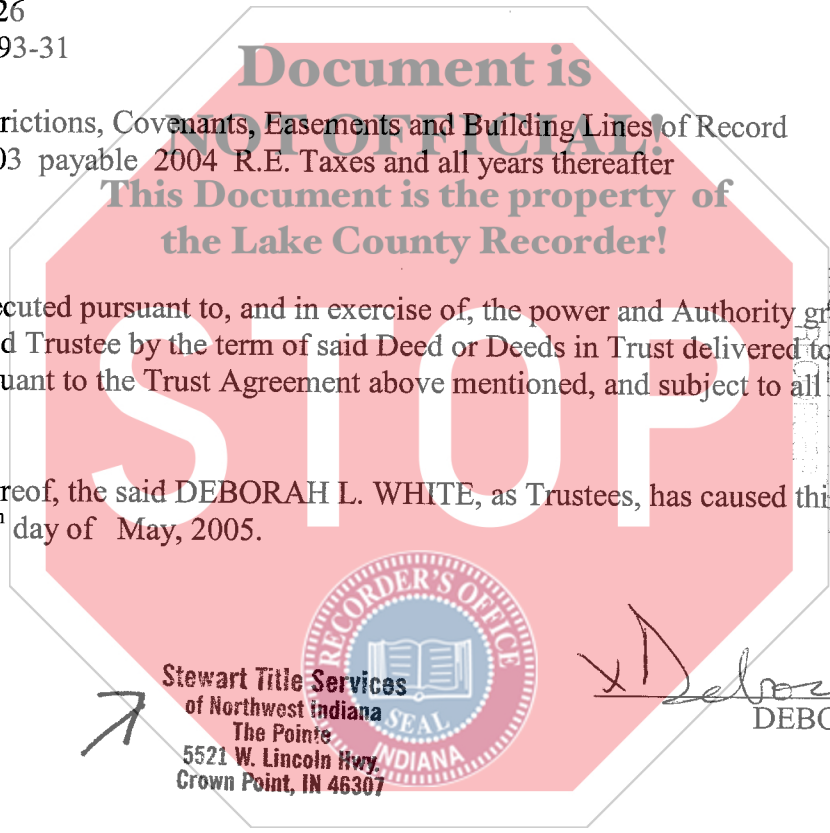 26
93-31
Document is
rictions, Covenants, Easements and Building Lines of Record
NOT OFFICIAL!
03 payable 2004 R.E. Taxes and all years thereafter
This Document is the property of
the Lake County Recorder!
ecuted pursuant to, and in exercise of, the power and Authority gr
d Trustee by the term of said Deed or Deeds in Trust delivered to
uant to the Trust Agreement above mentioned, and subject to all
STOP
reof, the said DEBORAH L. WHITE, as Trustees, has caused thi
day of May, 2005.
RECORDER'S OFFICE
SEAL
INDIANA
Stewart Title Services
of Northwest Indiana
The Pointe
5521 W. Lincoln Hwy.
Crown Point, IN 46307
x Debor
DEBO